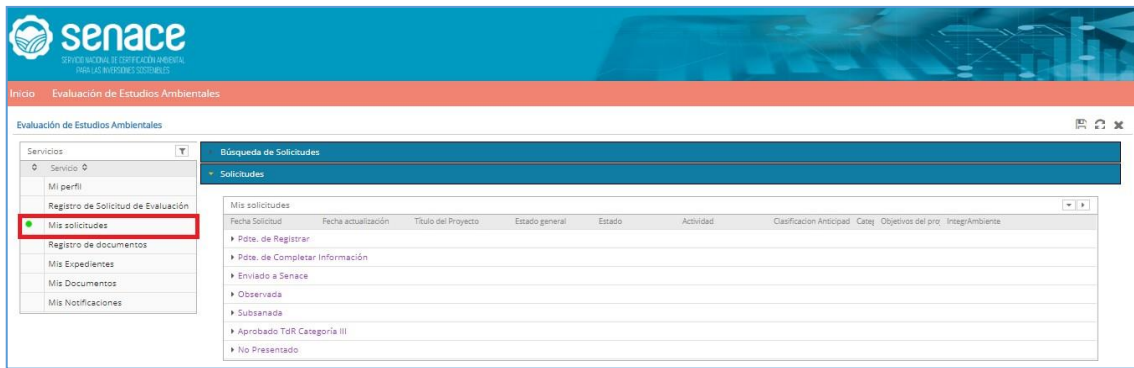 senace
SERVICIO NACIONAL DE CERTIFICACIÓN AMBIENTAL
PARA LAS INVERSIONES SOSTENIBLES
Inicio Evaluación de Estudios Ambientales
Evaluación de Estudios Ambientales
Servicios
Servicio
Mi perfil
Registro de Solicitud de Evaluación
Mis solicitudes
Registro de documentos
Mis Expedientes
Mis Documentos
Mis Notificaciones
Búsqueda de Solicitudes
Solicitudes
Mis solicitudes
Fecha Solicitud Fecha actualización Título del Proyecto Estado general Estado Actividad Clasificacion Anticipad Categ Objetivos del pro IntegrAmbiente
Pdte. de Registrar
Pdte. de Completar Información
Enviado a Senace
Observada
Subsanada
Aprobado TdR Categoría III
No Presentado